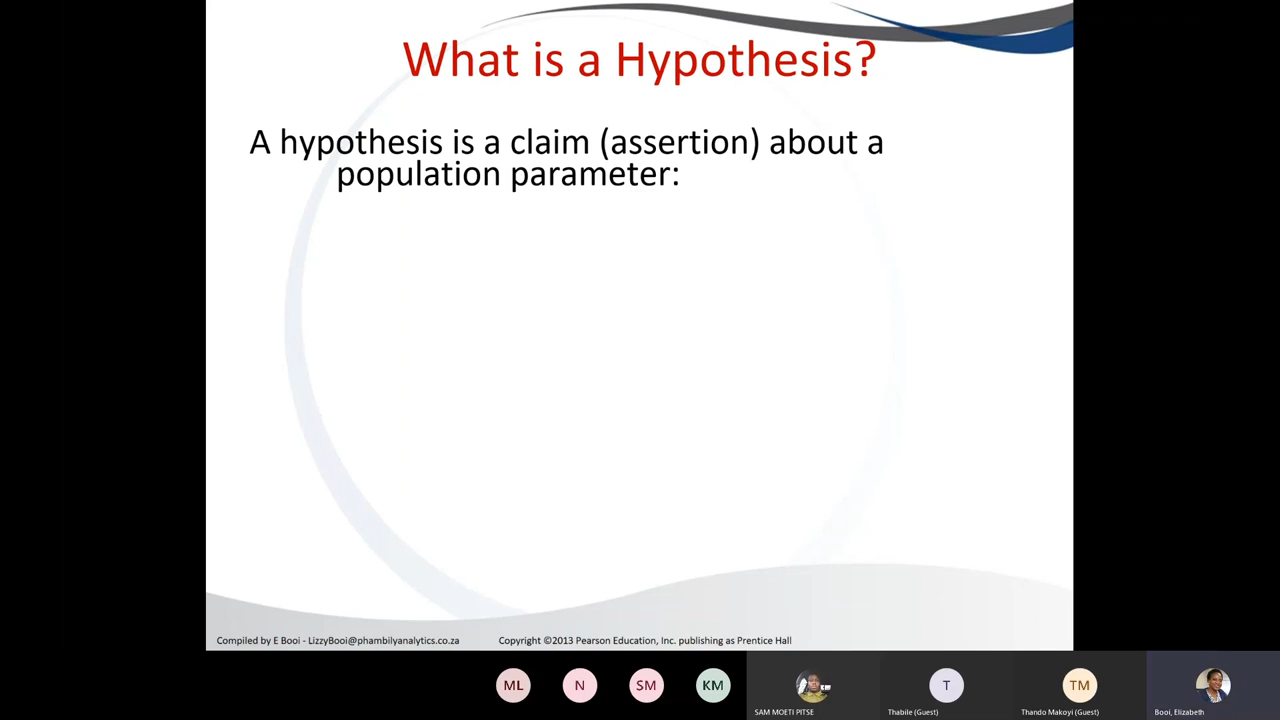 What is a Hypothesis?
A hypothesis is a claim (assertion) about a
population parameter:
Compiled by E Booi - LizzyBooi@phambilyanalytics.co.za
Copyright ©2013 Pearson Education, Inc. publishing as Prentice Hall
ML
N
SM
KM
T
TM
SAM MOETI PITSE
Thabile (Guest)
Thando Makoyi (Guest)
Booi, Elizabeth